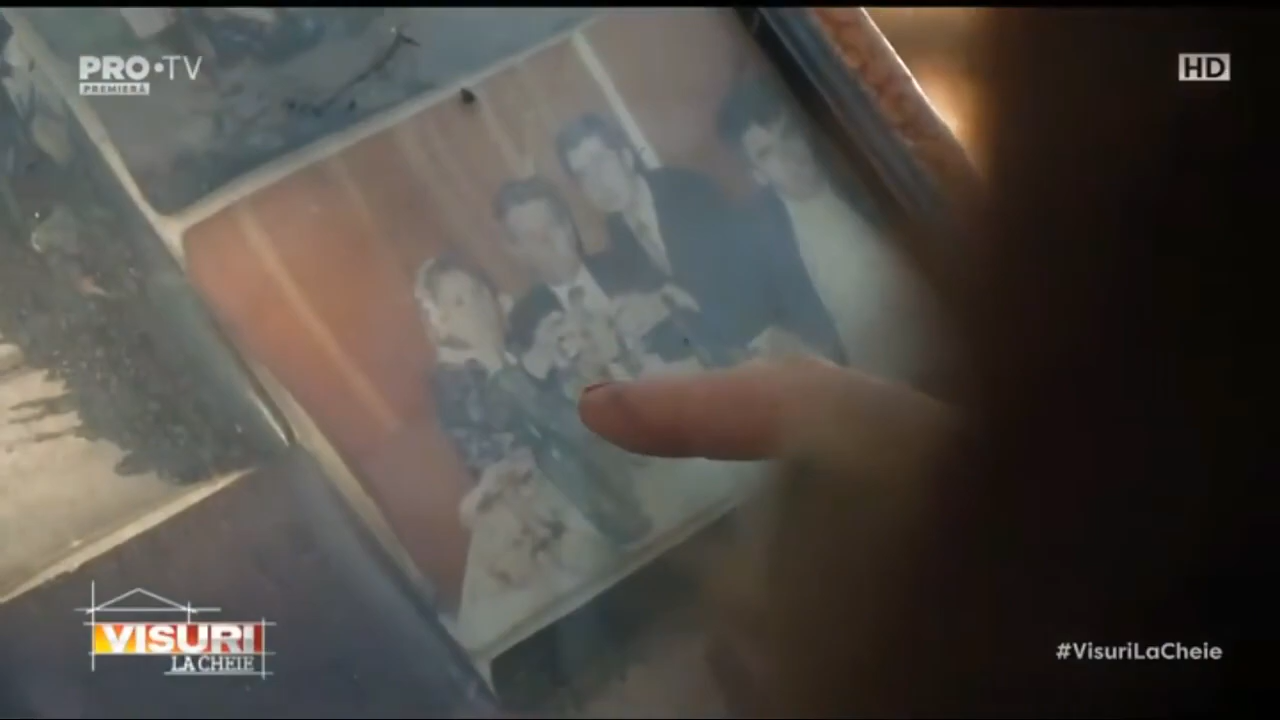 PRO•TV
PREMIERĂ
HD
VISURI
LA CHEIE
#VisuriLaCheie